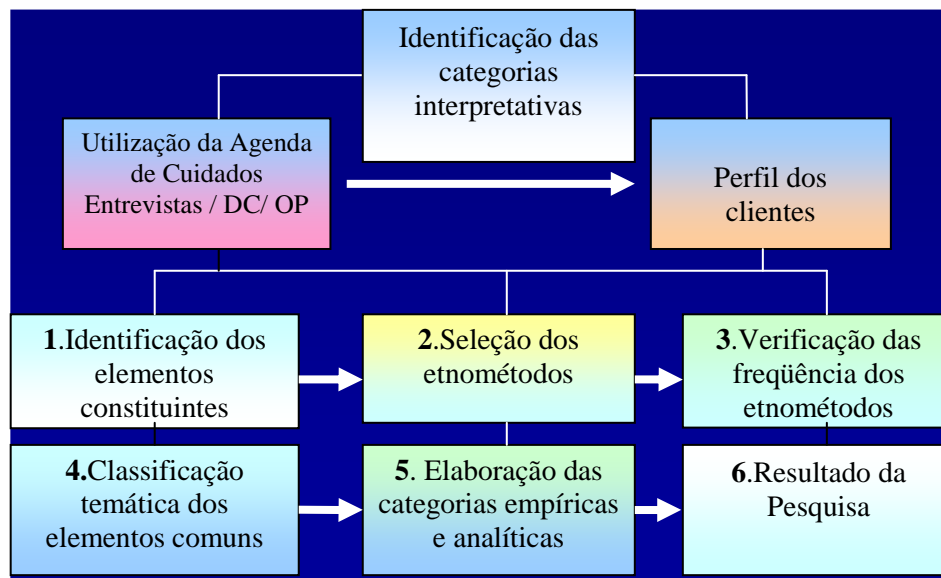 Identificação das
categorias
interpretativas
Utilização da Agenda
de Cuidados
Entrevistas / DC/ OP
Perfil dos
clientes
1.Identificação dos
elementos
constituintes
2.Seleção dos
etnométodos
3.Verificação das
freqüência dos
etnométodos
4.Classificação
temática dos
elementos comuns
5. Elaboração das
categorias empíricas
e analíticas
6.Resultado da
Pesquisa